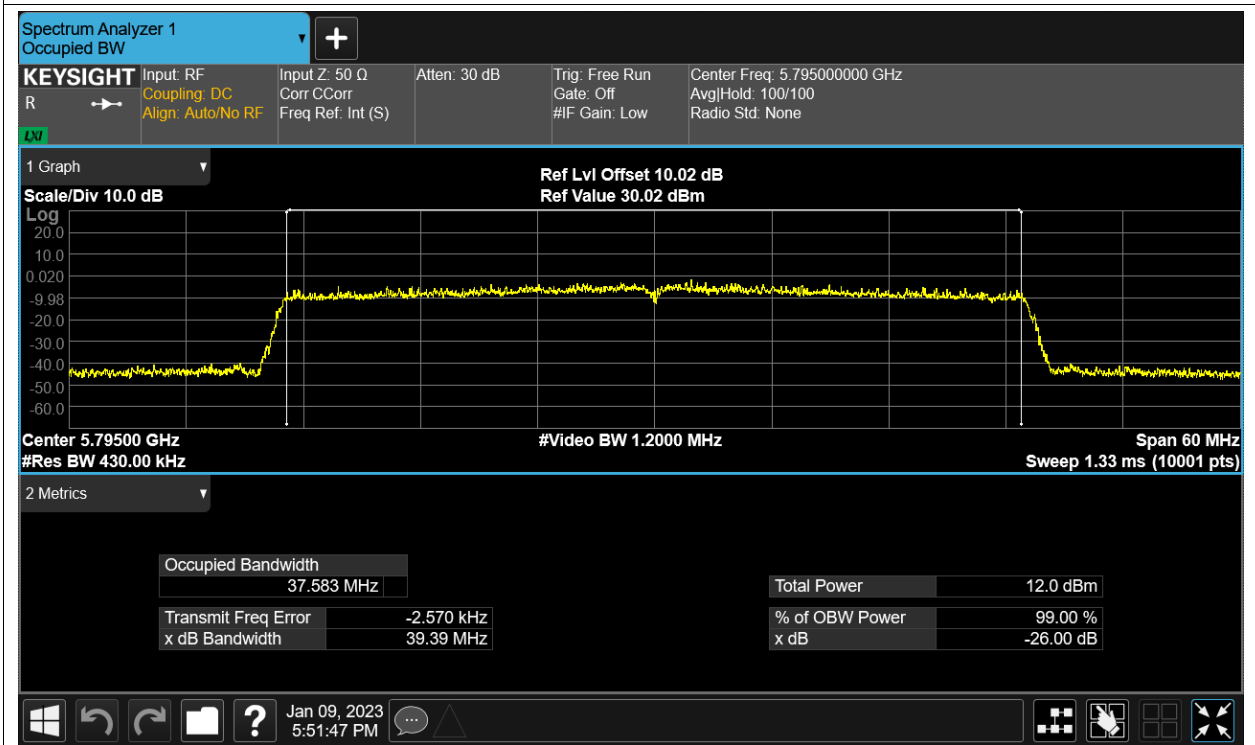 Spectrum Analyzer 1
Occupied BW
+
KEYSIGHT
R
LXI
Input: RF
Coupling: DC
Align: Auto/No RF
Input Z: 50 Ω
Corr CCorr
Freq Ref: Int (S)
Atten: 30 dB
Trig: Free Run
Gate: Off
#IF Gain: Low
Center Freq: 5.795000000 GHz
Avg|Hold: 100/100
Radio Std: None
1 Graph
Scale/Div 10.0 dB
Ref Lvl Offset 10.02 dB
Ref Value 30.02 dBm
Log
20.0
10.0
0.020
-9.98
-20.0
-30.0
-40.0
-50.0
-60.0
Center 5.79500 GHz
#Video BW 1.2000 MHz
Span 60 MHz
#Res BW 430.00 kHz
Sweep 1.33 ms (10001 pts)
2 Metrics
Occupied Bandwidth
37.583 MHz
Total Power 12.0 dBm
Transmit Freq Error -2.570 kHz
% of OBW Power 99.00 %
x dB Bandwidth 39.39 MHz
x dB -26.00 dB
?
Jan 09, 2023
5:51:47 PM